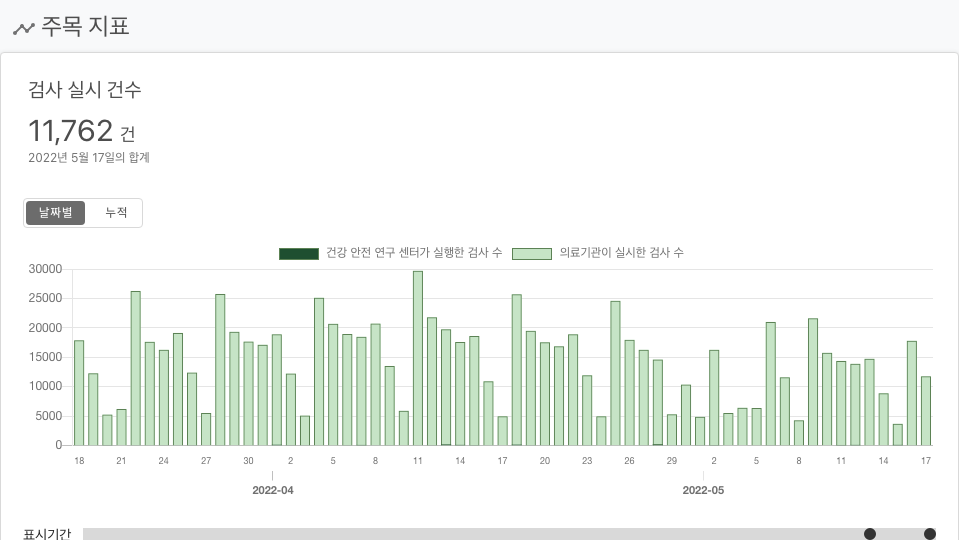 주목 지표
검사 실시 건수
11,762 건
2022년 5월 17일의 합계
날짜별 누적
건강 안전 연구 센터가 실행한 검사 수 의료기관이 실시한 검사 수
30000
25000
20000
15000
10000
5000
0
18 21 24 27 30 2 5 8 11 14 17 20 23 26 29 2 5 8 11 14 17
2022-04 2022-05
표시기간